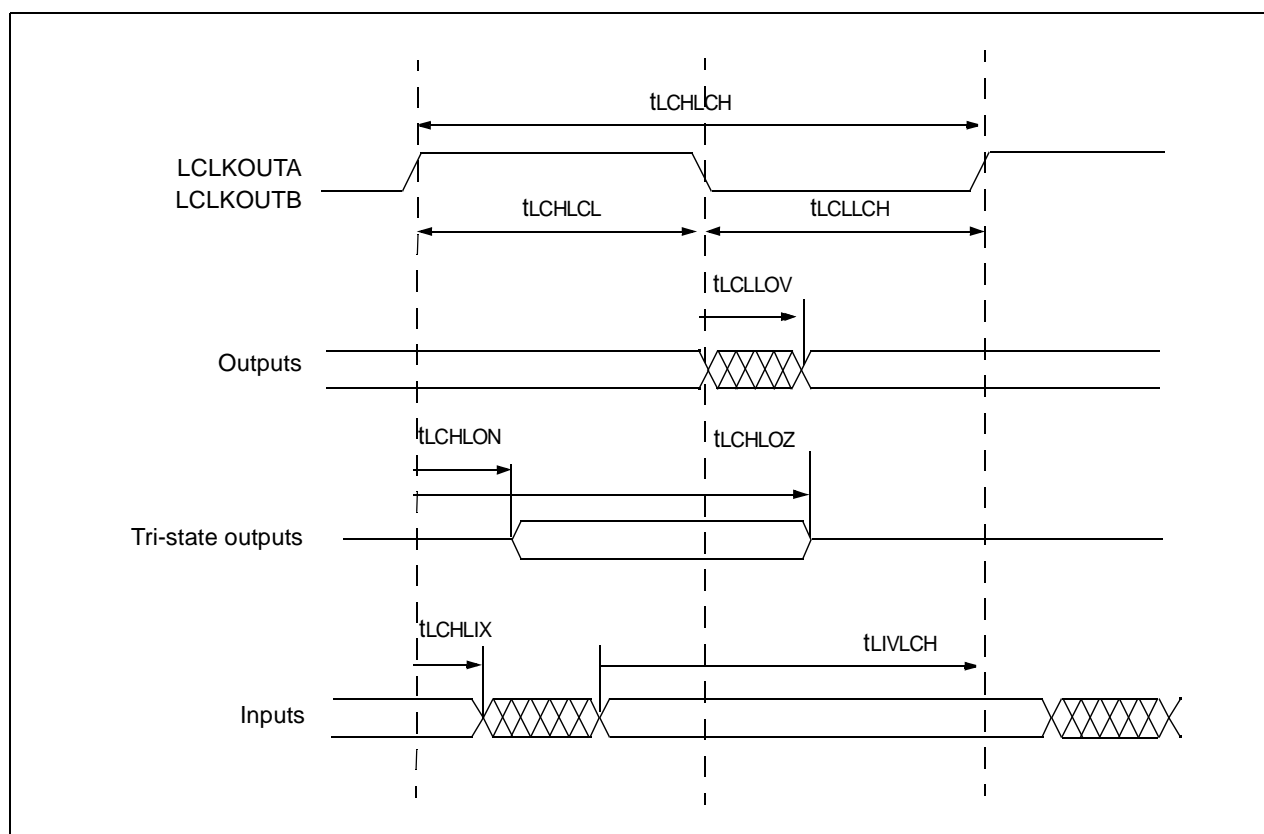 tLCHLCH
LCLKOUTA
LCLKOUTB
tLCHLCL
tLCLLCH
tLCLLOV
Outputs
tLCHLON
tLCHLOZ
Tri-state outputs
tLCHLIX
tLIVLCH
Inputs